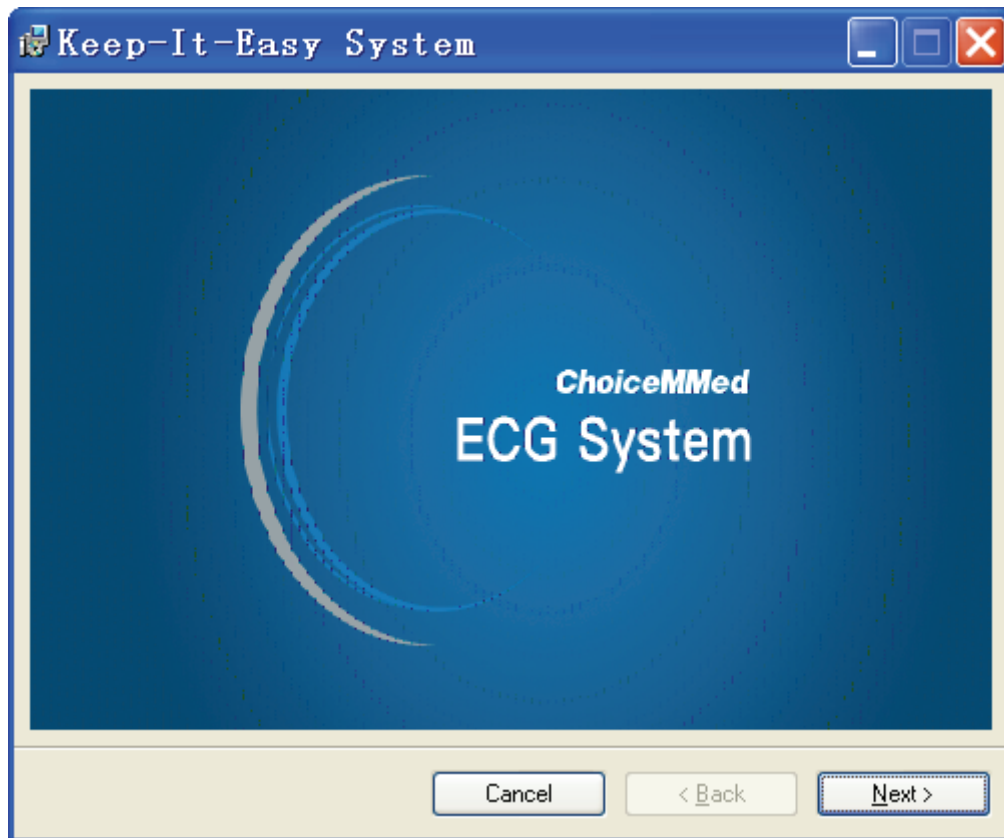 Keep-It-Easy System
ChoiceMMed
ECG System
Cancel
< Back
Next >